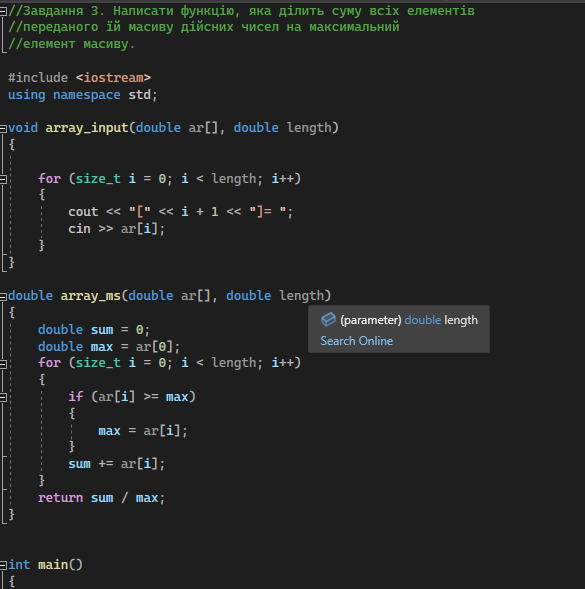 //Завдання 3. Написати функцію, яка ділить суму всіх елементів
//переданого їй масиву дійсних чисел на максимальний
//елемент масиву.
#include <iostream>
using namespace std;
void array_input(double ar[], double length)
{
for (size_t i = 0; i < length; i++)
{
cout << "[" << i + 1 << "]= ";
cin >> ar[i];
}
}
double array_ms(double ar[], double length)
{
(parameter) double length
Search Online
double sum = 0;
double max = ar[0];
for (size_t i = 0; i < length; i++)
{
if (ar[i] >= max)
{
max = ar[i];
}
sum += ar[i];
}
return sum / max;
}
int main()
{